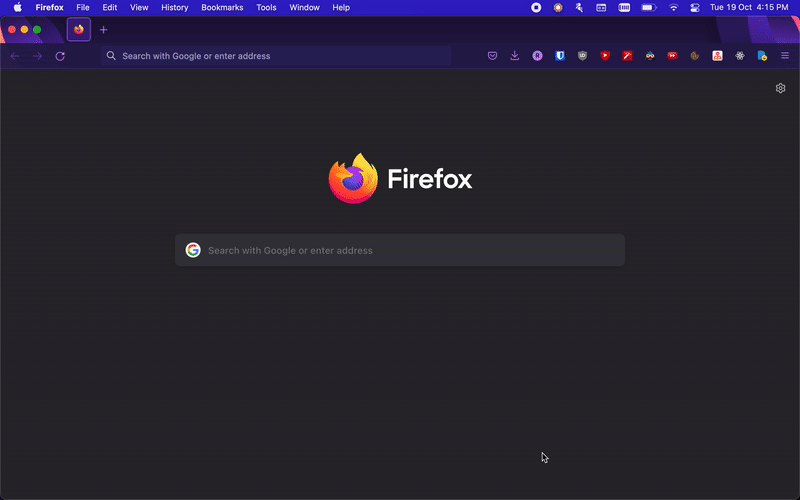 Firefox File Edit View History Bookmarks Tools Window Help Tue 19 Oct 4:15 PM
Search with Google or enter address
Firefox
Search with Google or enter address